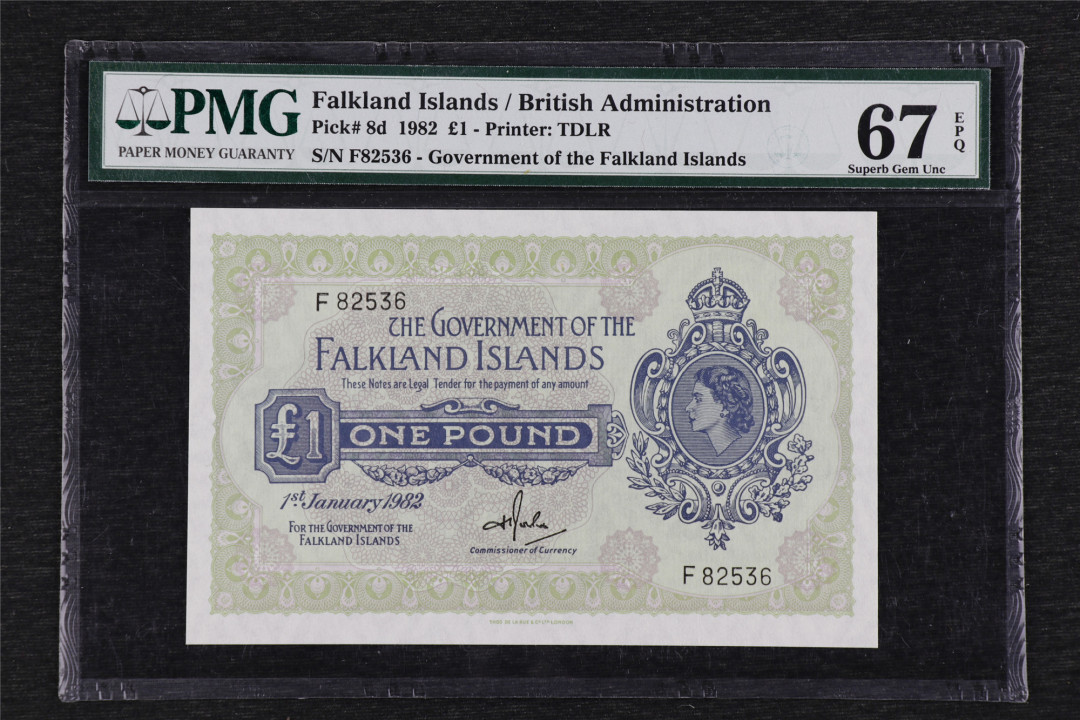 PMG
PAPER MONEY GUARANTY
Falkland Islands / British Administration
Pick# 8d 1982 £1 - Printer: TDLR
S/N F82536 - Government of the Falkland Islands
67
EPQ
Superb Gem Unc
F 82536
THE GOVERNMENT OF THE
FALKLAND ISLANDS
These Notes are Legal Tender for the payment of any amount
£1
ONE POUND
1st January 1982
FOR THE GOVERNMENT OF THE
FALKLAND ISLANDS
Commissioner of Currency
F 82536